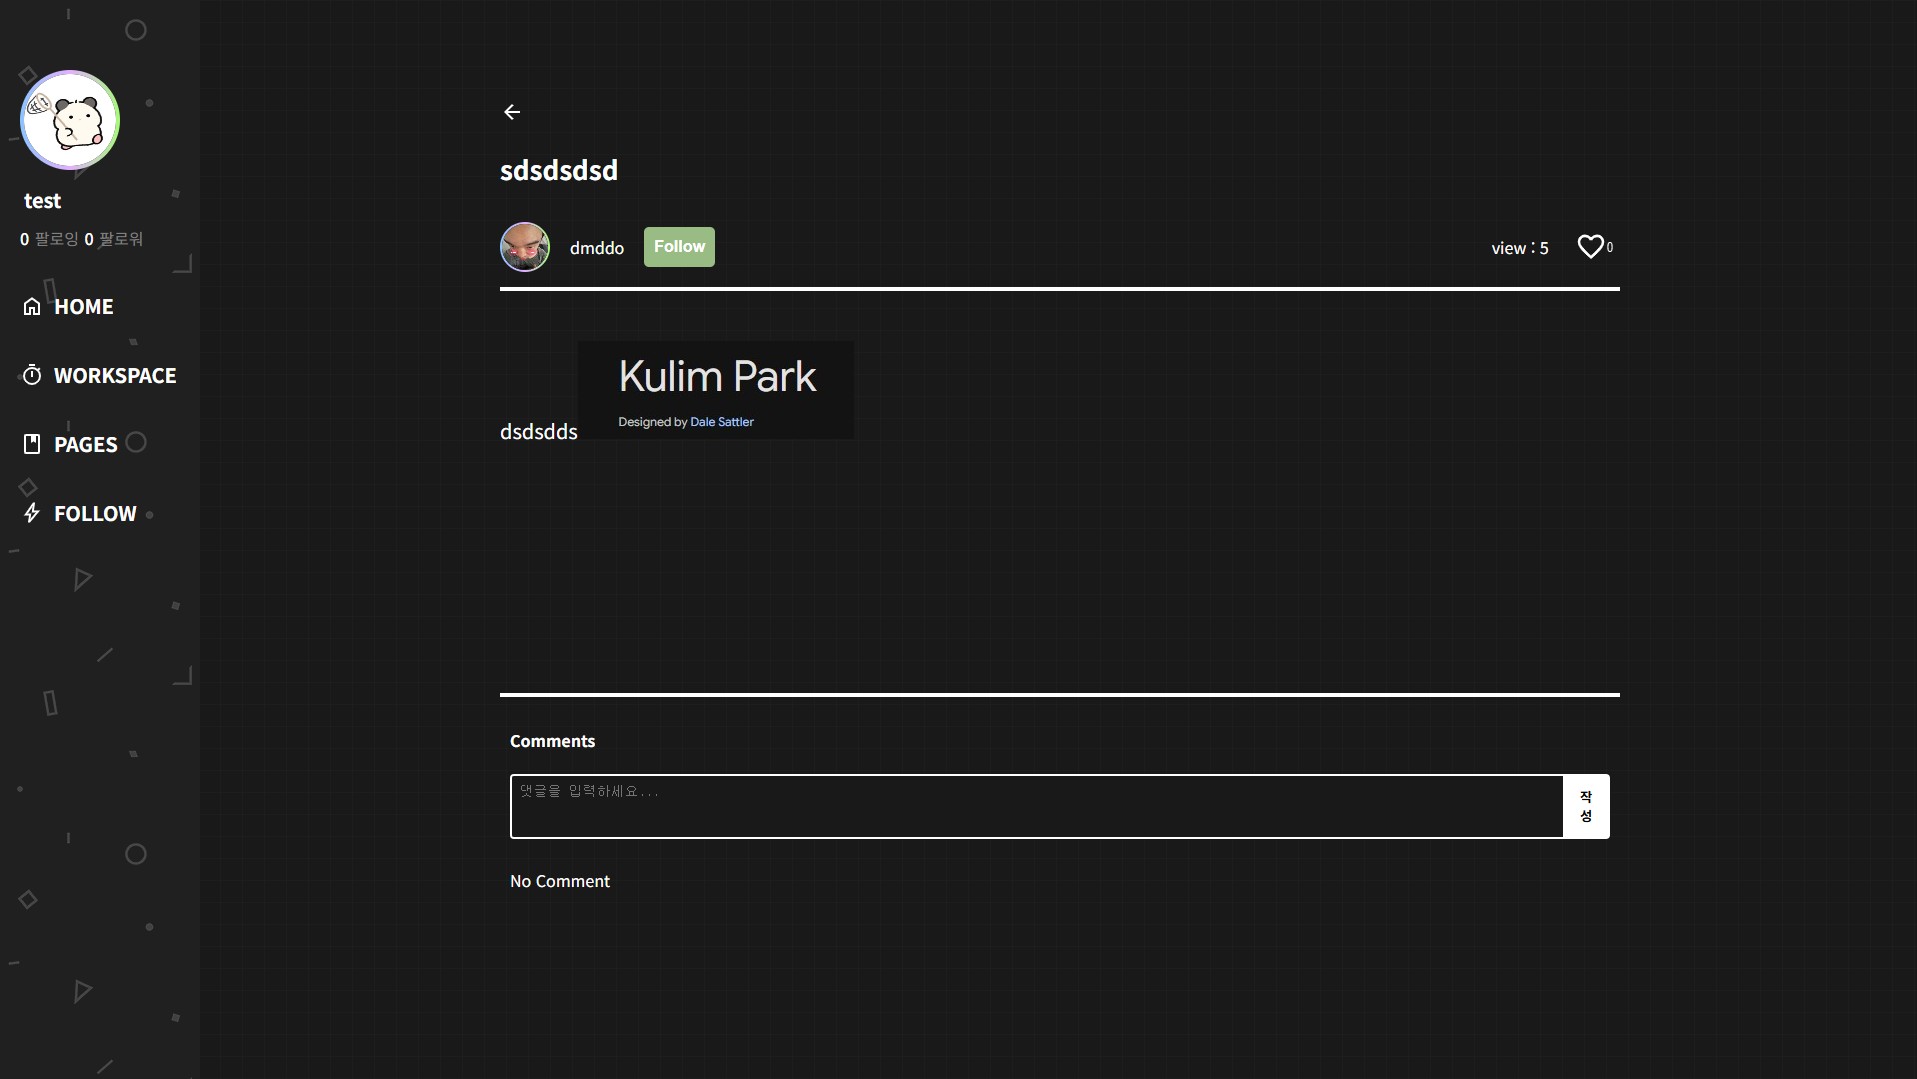 test
0 팔로잉 0 팔로워
HOME
WORKSPACE
PAGES
FOLLOW
sdsdsdsd
dmddo
Follow
view : 5
0
Kulim Park
Designed by Dale Sattler
dsdsdds
Comments
댓글을 입력하세요...
작
성
No Comment